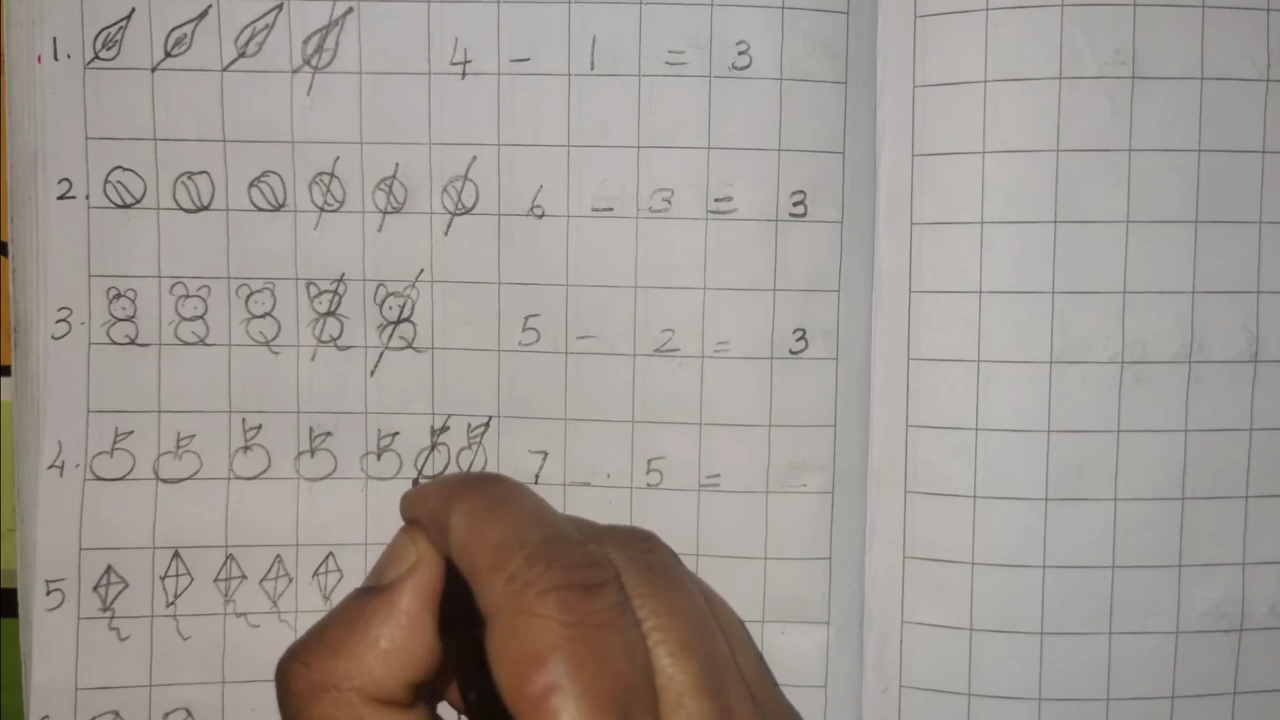 1. 4 - 1 = 3
2. 6 - 3 = 3
3. 5 - 2 = 3
4. 7 - 5 =
5